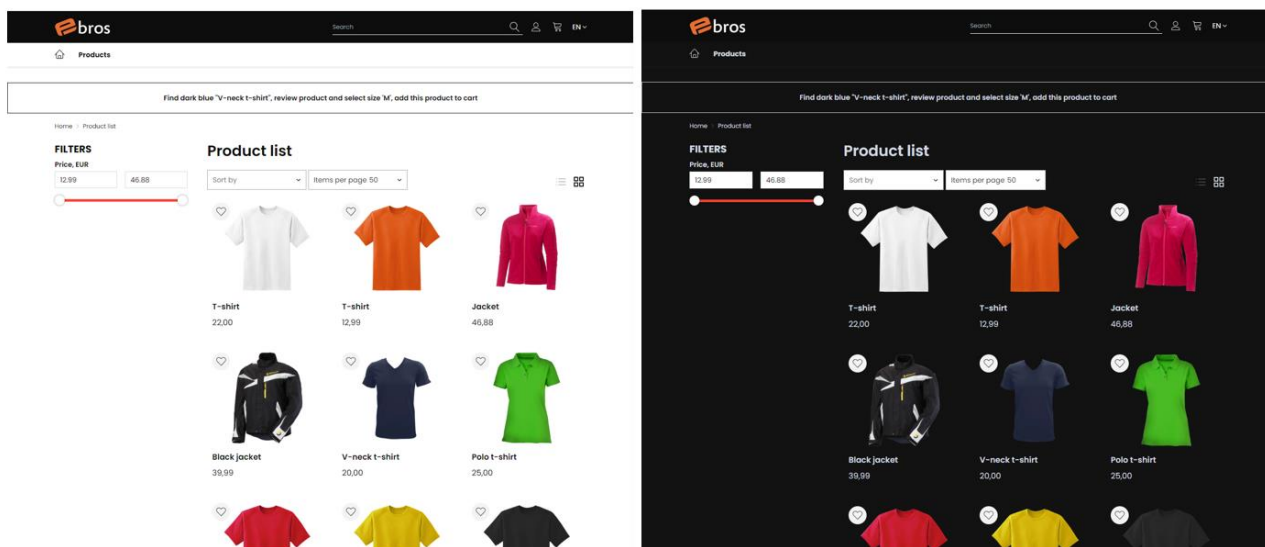 bros
Search
EN
Products
Find dark blue "V-neck t-shirt", review product and select size 'M', add this product to cart
Home > Product list
FILTERS
Price, EUR
12.99 46.88
Product list
Sort by
Items per page 50
T-shirt
22,00
T-shirt
12,99
Jacket
46,88
Black jacket
39,99
V-neck t-shirt
20,00
Polo t-shirt
25,00
bros
Search
EN
Products
Find dark blue "V-neck t-shirt", review product and select size 'M', add this product to cart
Home > Product list
FILTERS
Price, EUR
12.99 46.88
Product list
Sort by
Items per page 50
T-shirt
22,00
T-shirt
12,99
Jacket
46,88
Black jacket
39,99
V-neck t-shirt
20,00
Polo t-shirt
25,00